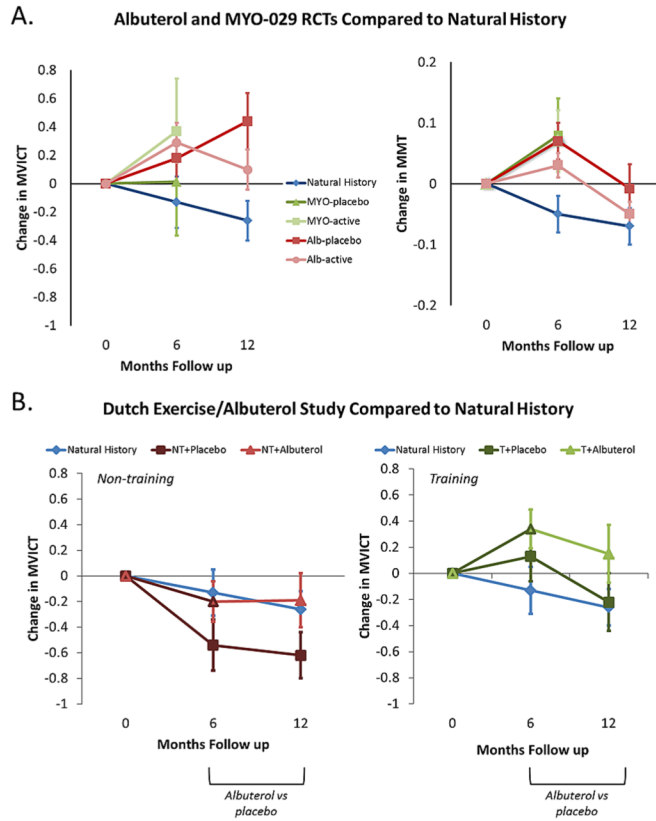 A.
Albuterol and MYO-029 RCTs Compared to Natural History
Change in MVICT
0.8
0.6
0.4
0.2
0
-0.2
-0.4
-0.6
-0.8
-1
0
6
12
Months Follow up
Natural History
MYO-placebo
MYO-active
Alb-placebo
Alb-active
Change in MMT
0.2
0.1
0
-0.1
-0.2
0
6
12
Months Follow up
B.
Dutch Exercise/Albuterol Study Compared to Natural History
Natural History NT+Placebo NT+Albuterol
Non-training
Change in MVICT
0.8
0.6
0.4
0.2
0
-0.2
-0.4
-0.6
-0.8
-1
0
6
12
Months Follow up
Albuterol vs
placebo
Natural History T+Placebo T+Albuterol
Training
Change in MVICT
0.8
0.6
0.4
0.2
0
-0.2
-0.4
-0.6
-0.8
-1
0
6
12
Months Follow up
Albuterol vs
placebo